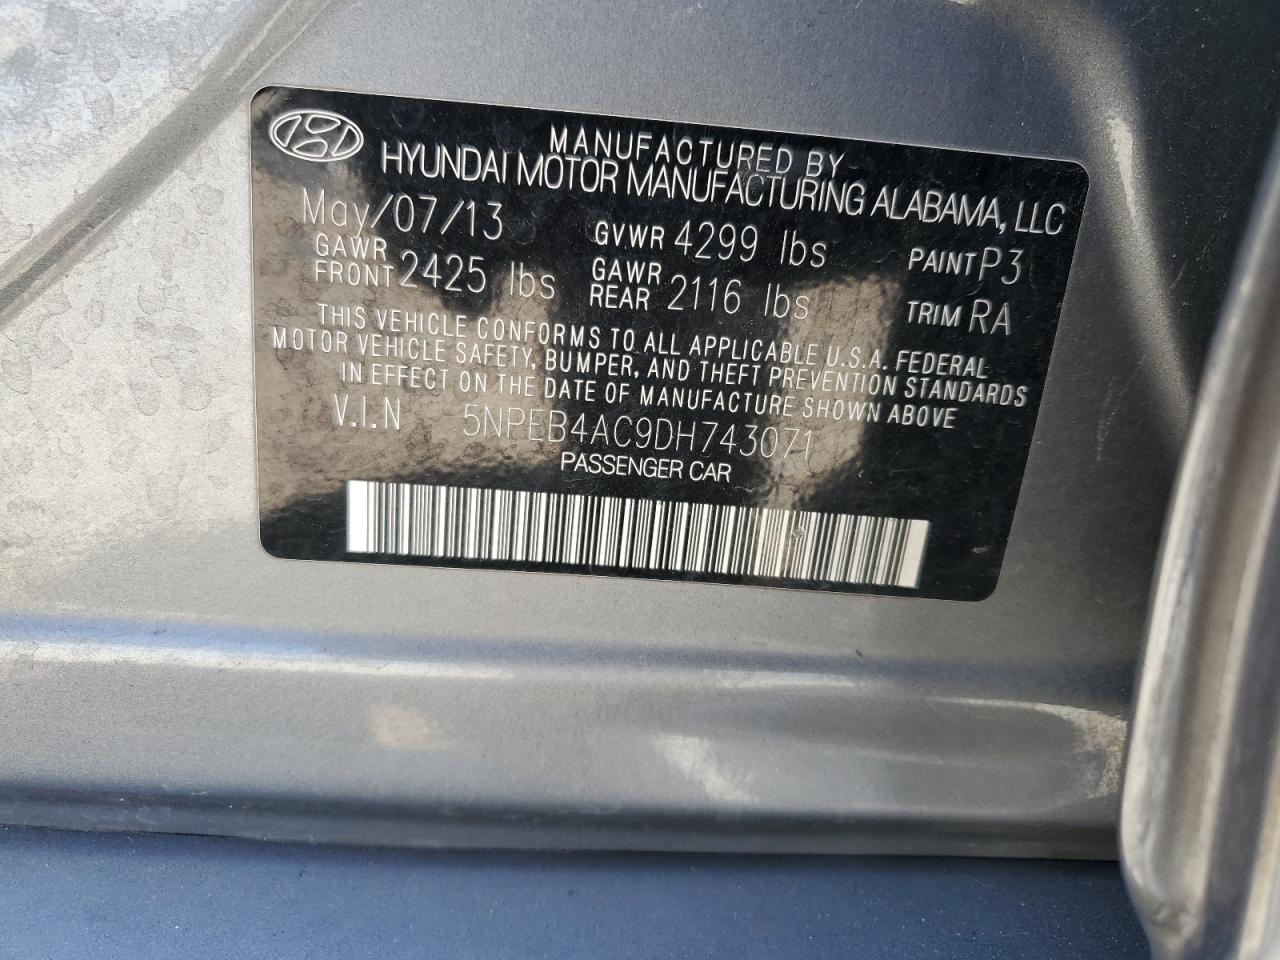 MANUFACTURED BY
HYUNDAI MOTOR MANUFACTURING ALABAMA, LLC
May/07/13 GVWR 4299 lbs PAINT P3
GAWR FRONT 2425 lbs GAWR REAR 2116 lbs TRIM RA
THIS VEHICLE CONFORMS TO ALL APPLICABLE U.S.A. FEDERAL
MOTOR VEHICLE SAFETY, BUMPER, AND THEFT PREVENTION STANDARDS
IN EFFECT ON THE DATE OF MANUFACTURE SHOWN ABOVE
V.I.N 5NPEB4AC9DH743071
PASSENGER CAR